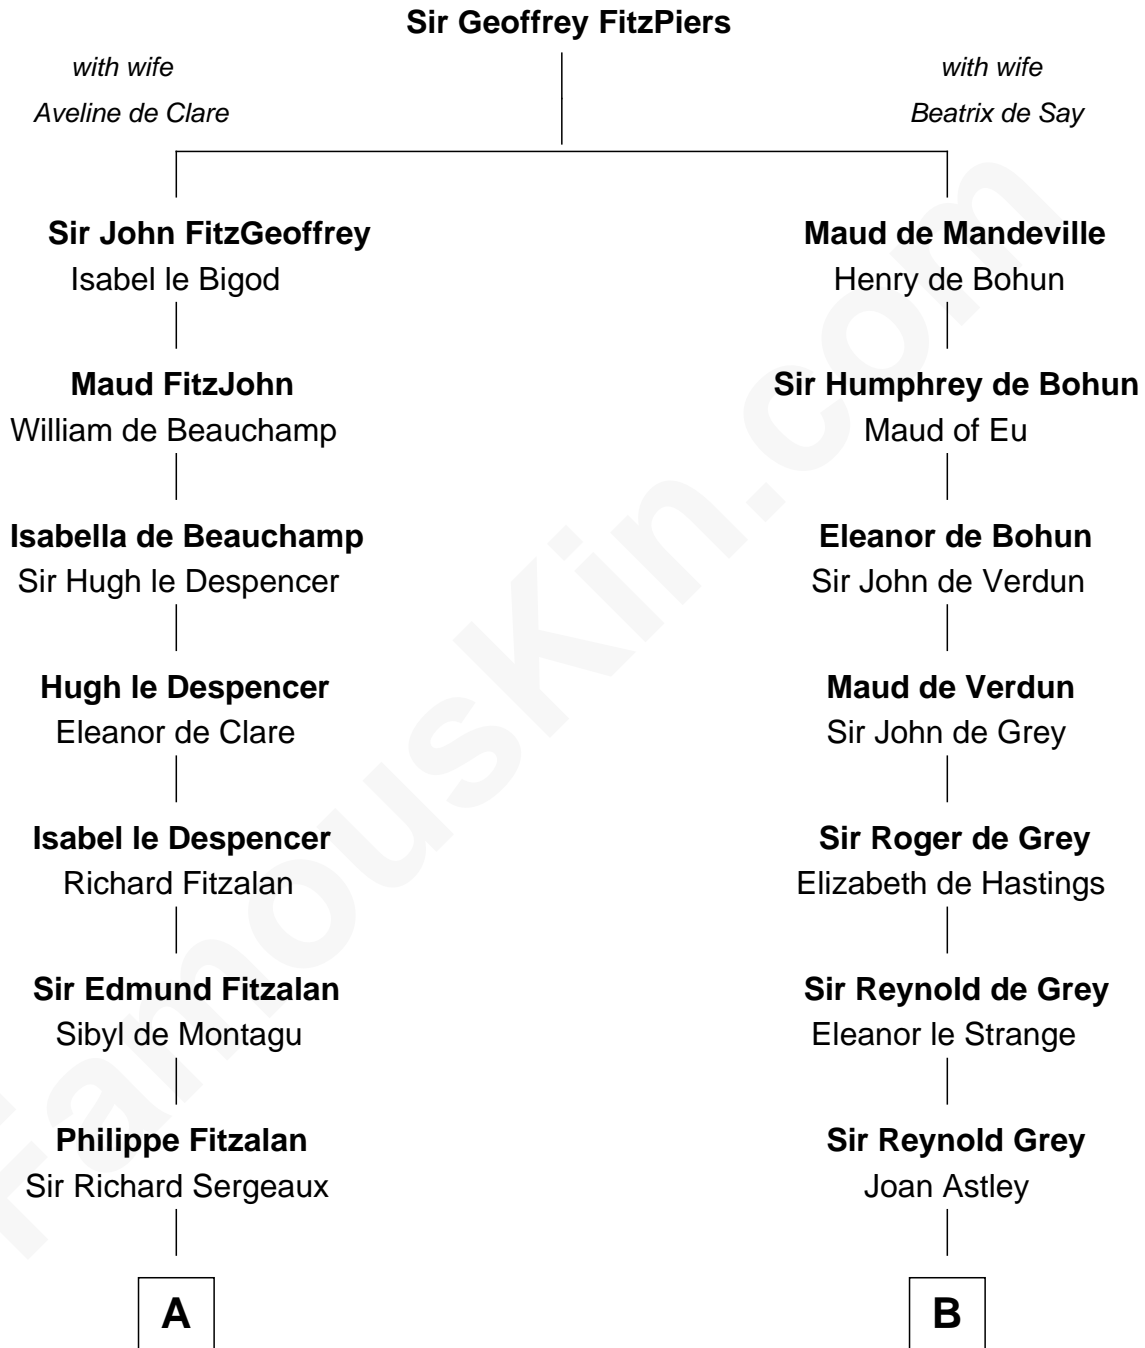 Sir Geoffrey FitzPiers
with wife
Aveline de Clare
with wife
Beatrix de Say
Sir John FitzGeoffrey
Isabel le Bigod
Maud de Mandeville
Henry de Bohun
Maud FitzJohn
William de Beauchamp
Sir Humphrey de Bohun
Maud of Eu
Isabella de Beauchamp
Sir Hugh le Despencer
Eleanor de Bohun
Sir John de Verdun
Hugh le Despencer
Eleanor de Clare
Maud de Verdun
Sir John de Grey
Isabel le Despencer
Richard Fitzalan
Sir Roger de Grey
Elizabeth de Hastings
Sir Edmund Fitzalan
Sibyl de Montagu
Sir Reynold de Grey
Eleanor le Strange
Philippe Fitzalan
Sir Richard Sergeaux
Sir Reynold Grey
Joan Astley
A
B
FamousKin.com